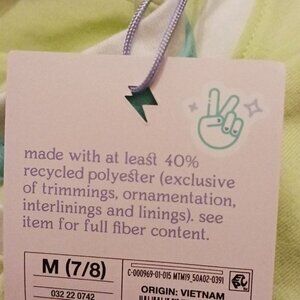 made with at least 40%
recycled polyester (exclusive
of trimmings, ornamentation,
interlinings and linings). see
item for full fiber content.
M (7/8)
032 22 0742
C-000969-01-015 MTM19_50A02-0391
ORIGIN: VIETNAM